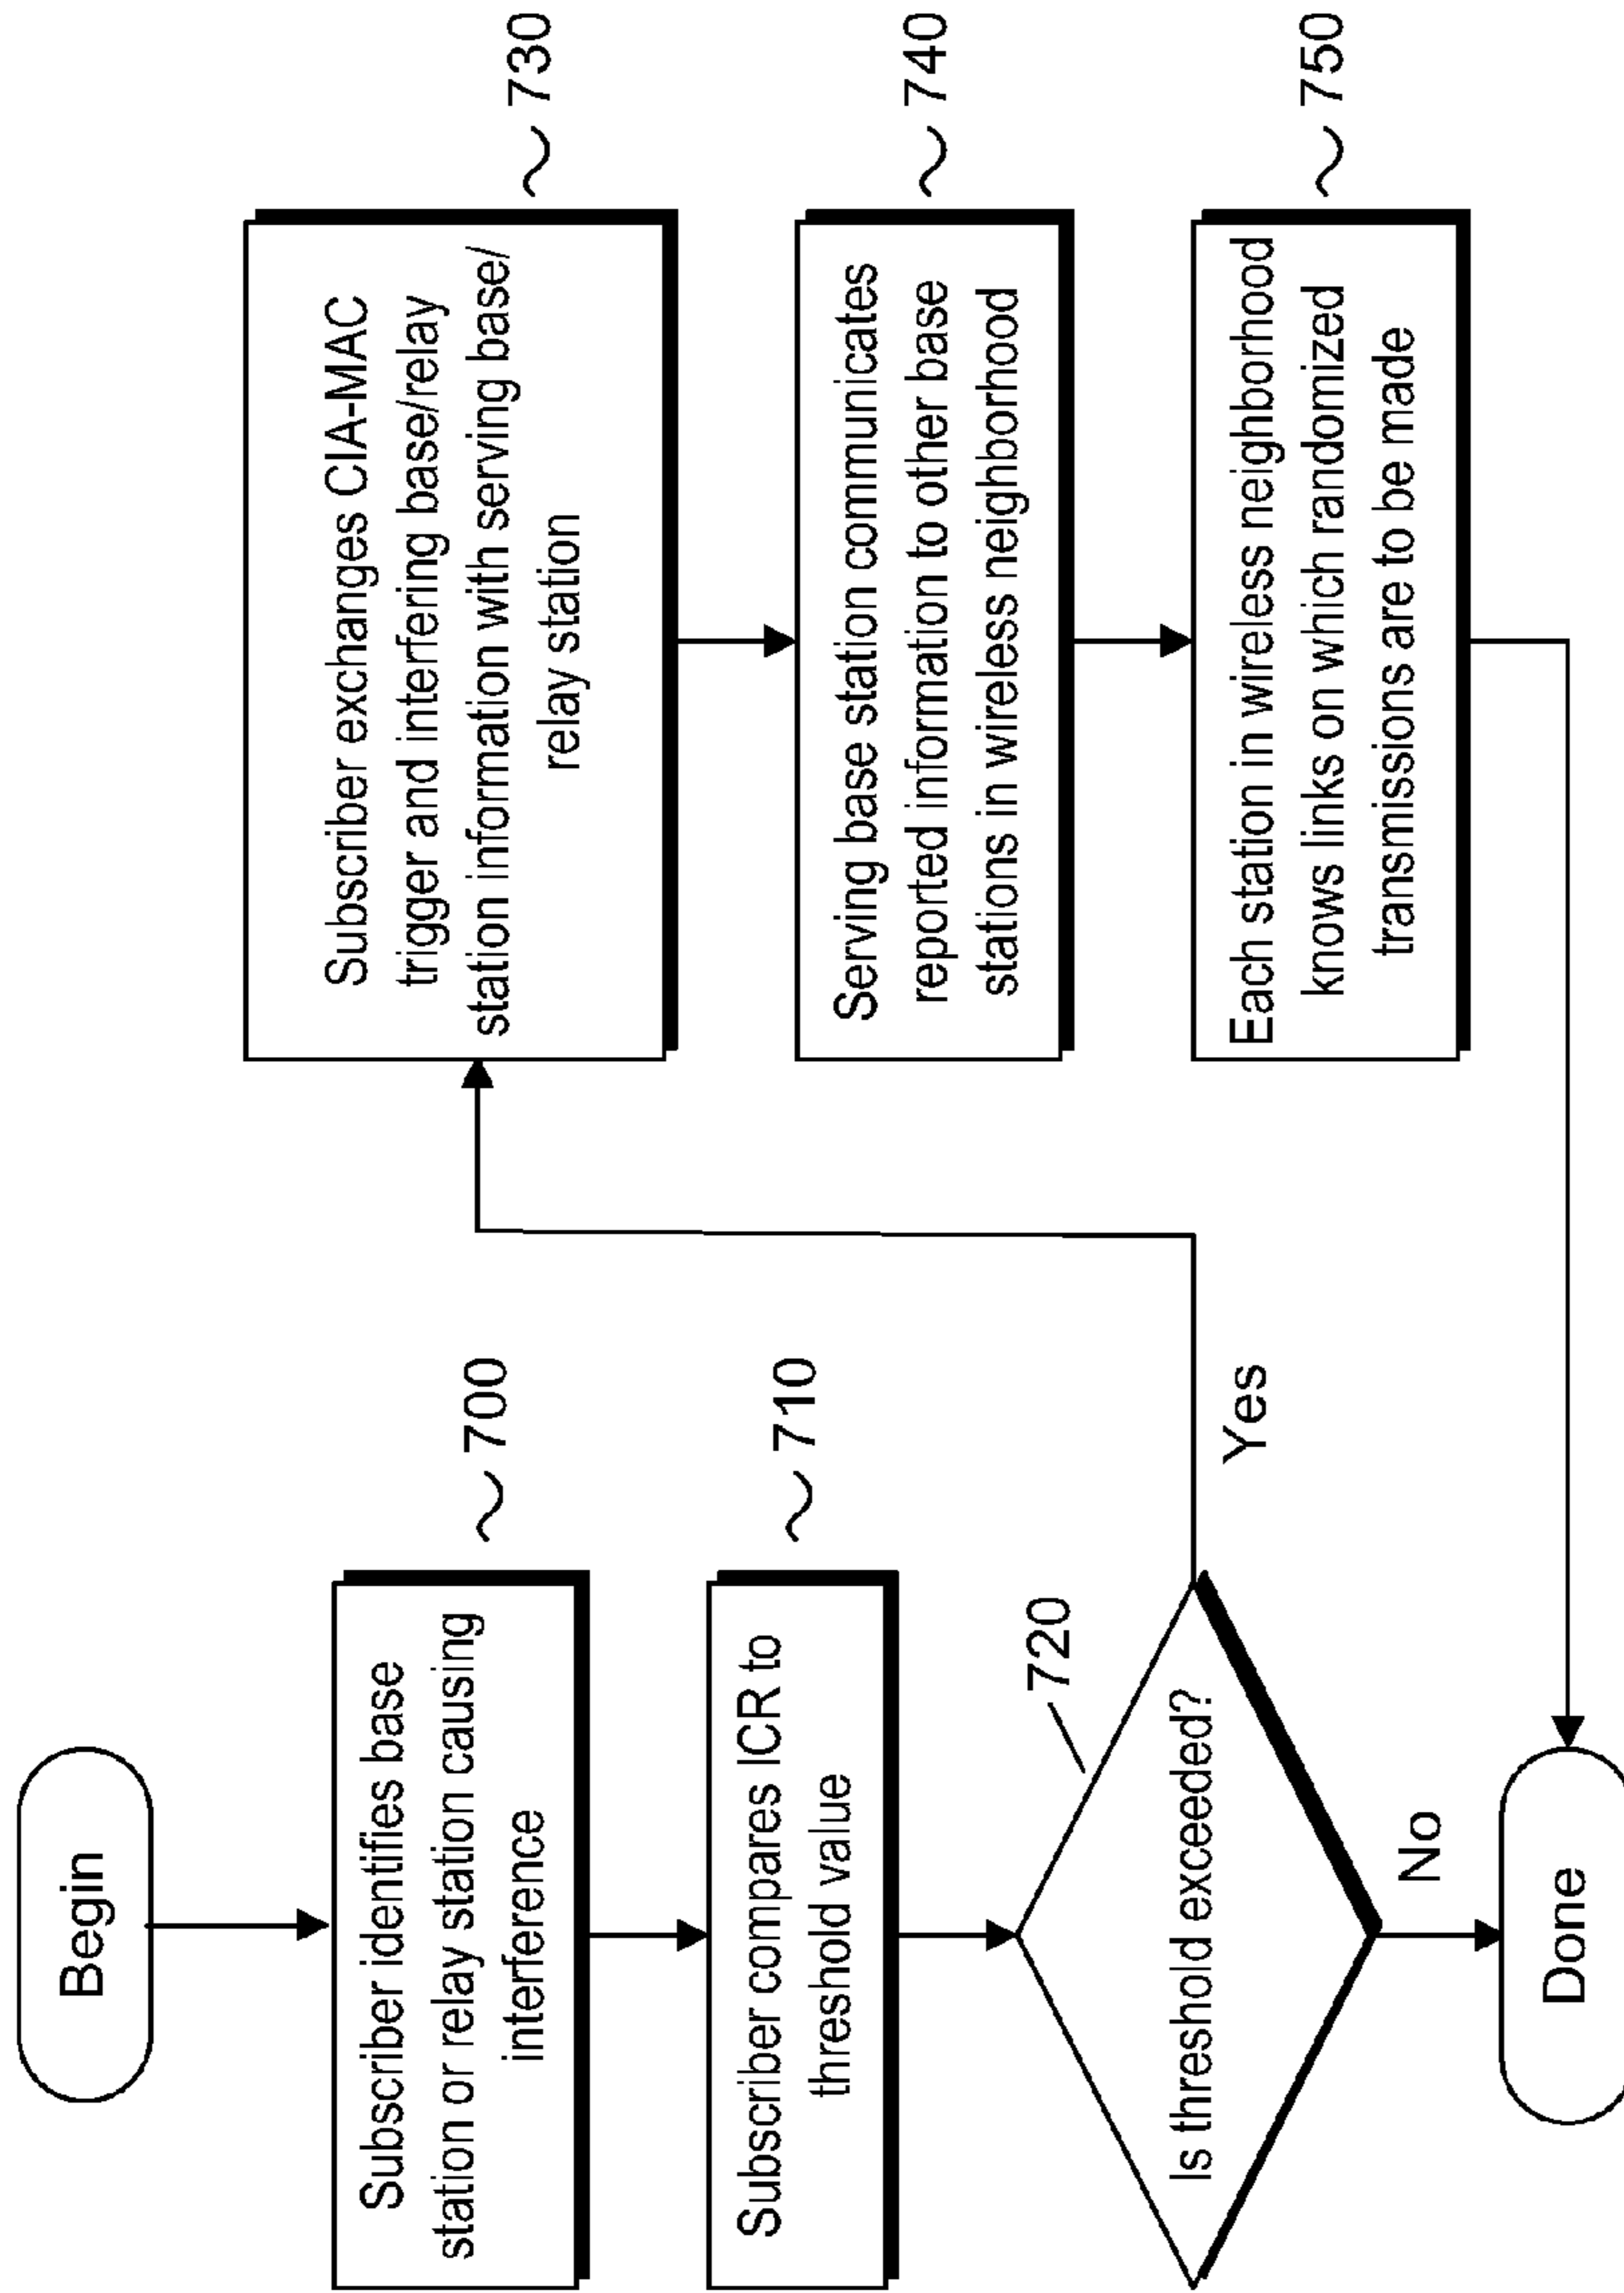 Begin
Subscriber identifies base
station or relay station causing
interference
700
Subscriber compares ICR to
threshold value
710
720
Is threshold exceeded?
Yes
No
Done
Subscriber exchanges CIA-MAC
trigger and interfering base/relay
station information with serving base/
relay station
730
Serving base station communicates
reported information to other base
stations in wireless neighborhood
740
Each station in wireless neighborhood
knows links on which randomized
transmissions are to be made
750